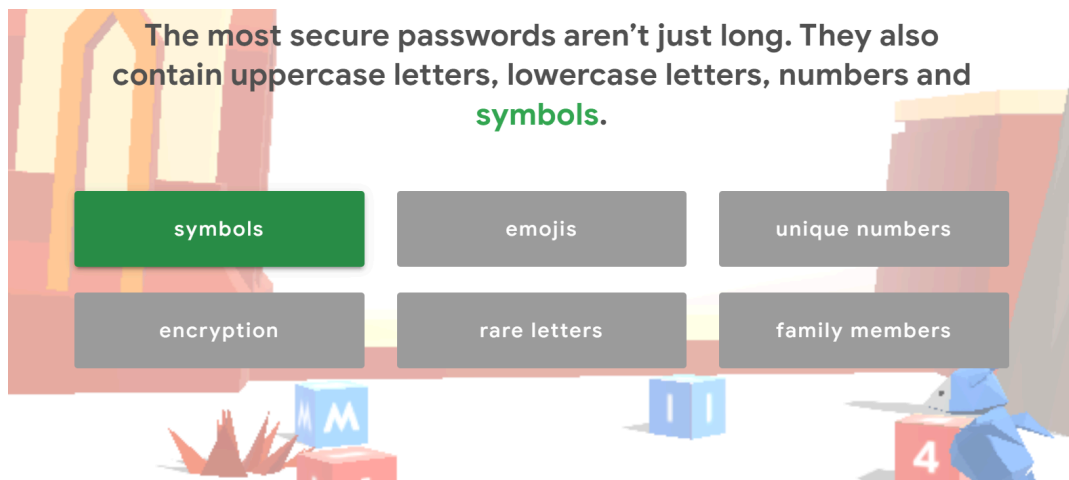 The most secure passwords aren’t just long. They also
contain uppercase letters, lowercase letters, numbers and
symbols.
symbols
emojis
unique numbers
encryption
rare letters
family members
M M
I I
4